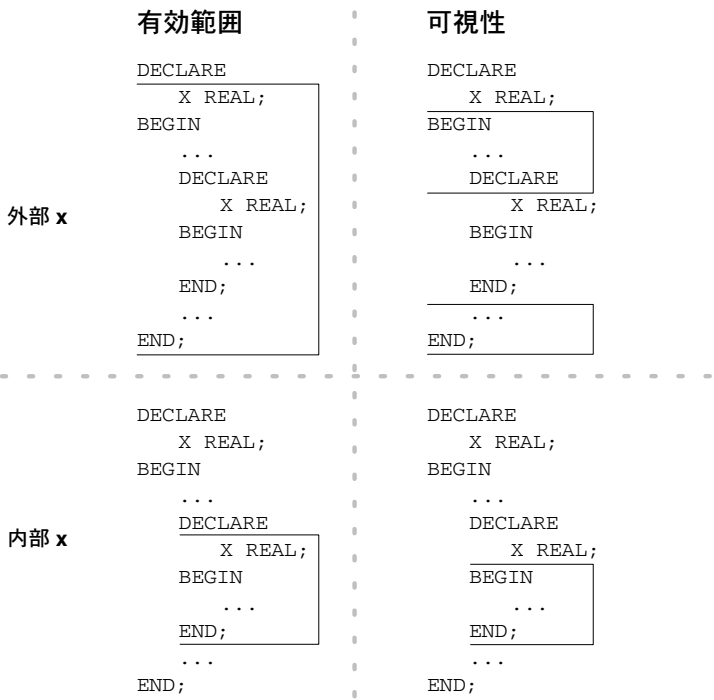 有効範囲
可視性
外部 x
DECLARE
X REAL;
BEGIN
...
DECLARE
X REAL;
BEGIN
...
END;
...
END;
DECLARE
X REAL;
BEGIN
...
DECLARE
X REAL;
BEGIN
...
END;
...
END;
内部 x
DECLARE
X REAL;
BEGIN
...
DECLARE
X REAL;
BEGIN
...
END;
...
END;
DECLARE
X REAL;
BEGIN
...
DECLARE
X REAL;
BEGIN
...
END;
...
END;